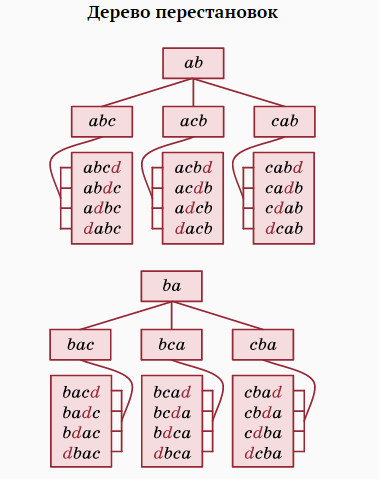 Дерево перестановок
ab
abc acb cab
abcd acbd cabd
abdc acdb cadb
adbc adcb cdab
dabc dacb dcab
ba
bac bca cba
bacd bcad cbad
badc bcda cbda
bdac bdca cdba
dbac dbca dcba